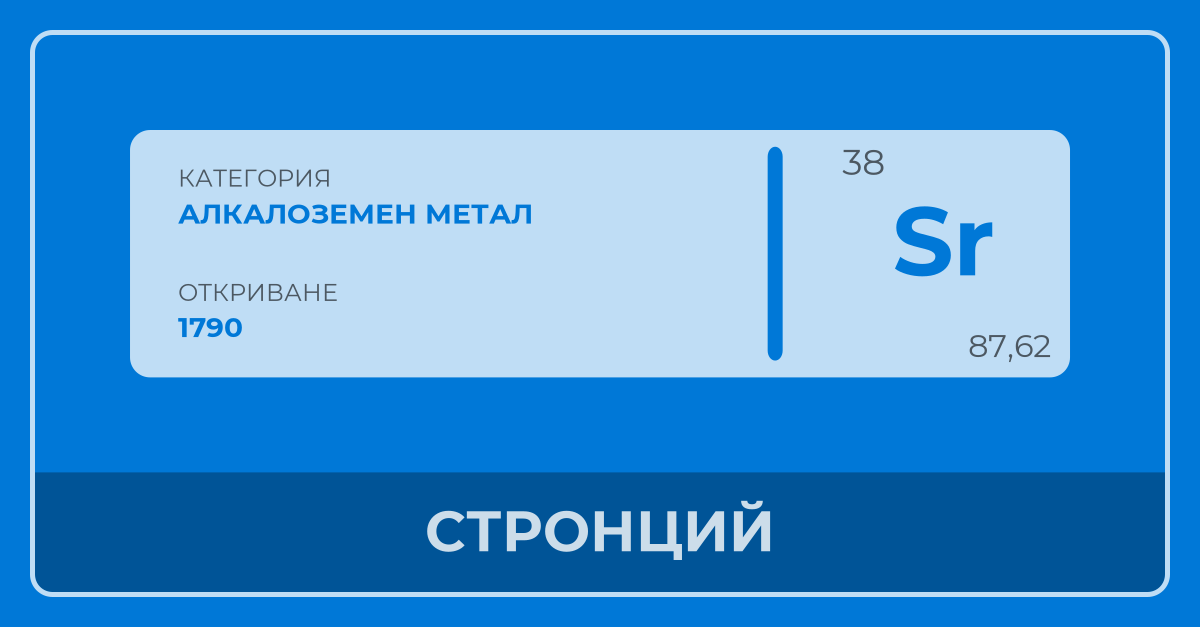 КАТЕГОРИЯ
АЛКАЛОЗЕМЕН МЕТАЛ
ОТКРИВАНЕ
1790
38
Sr
87,62
СТРОНЦИЙ